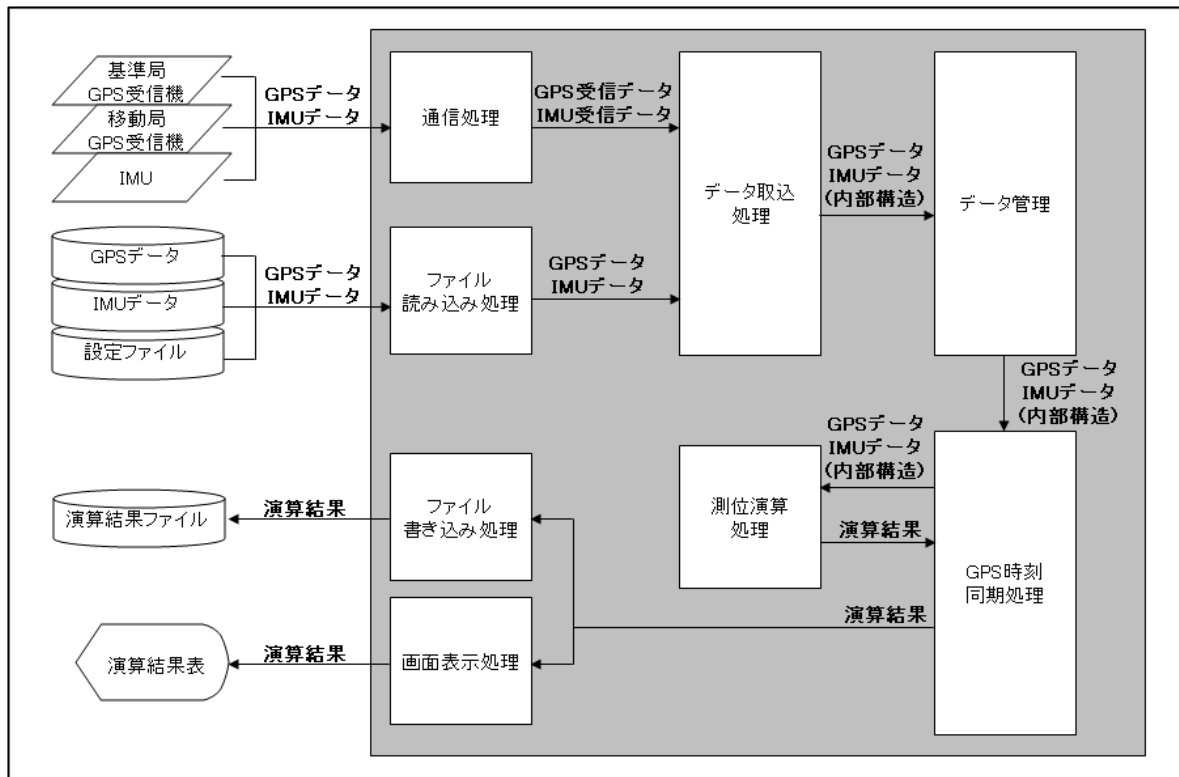 基準局
GPS受信機
移動局
GPS受信機
IMU
GPSデータ
IMUデータ
通信処理
GPS受信データ
IMU受信データ
データ取込
処理
GPSデータ
IMUデータ
(内部構造)
データ管理
GPSデータ
IMUデータ
設定ファイル
GPSデータ
IMUデータ
ファイル
読み込み処理
GPSデータ
IMUデータ
GPSデータ
IMUデータ
(内部構造)
GPSデータ
IMUデータ
(内部構造)
測位演算
処理
演算結果
GPS時刻
同期処理
演算結果
ファイル
書き込み処理
演算結果
演算結果ファイル
画面表示処理
演算結果
演算結果表